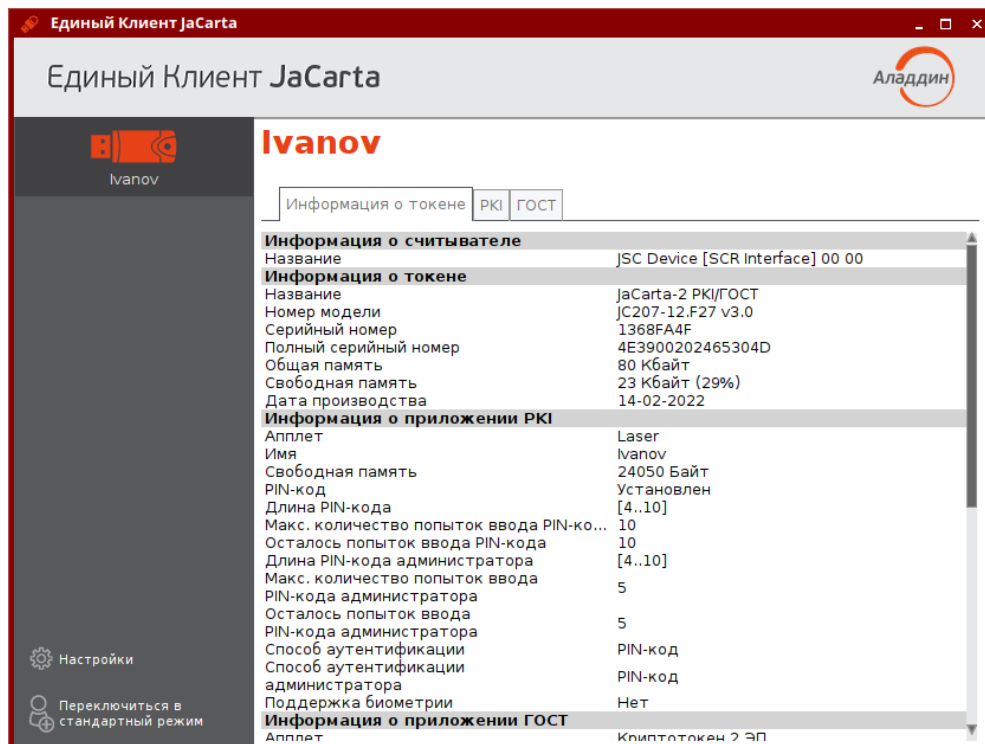 Единый Клиент JaCarta
Единый Клиент JaCarta
Аладдин
Ivanov
Ivanov
Информация о токене PKI ГОСТ
Информация о считывателе
Название JSC Device [SCR Interface] 00 00
Информация о токене
Название JaCarta-2 PKI/ГОСТ
Номер модели JC207-12.F27 v3.0
Серийный номер 1368FA4F
Полный серийный номер 4E3900202465304D
Общая память 80 Кбайт
Свободная память 23 Кбайт (29%)
Дата производства 14-02-2022
Информация о приложении PKI
Апплет Laser
Имя Ivanov
Свободная память 24050 Байт
PIN-код Установлен
Длина PIN-кода [4..10]
Макс. количество попыток ввода PIN-ко... 10
Осталось попыток ввода PIN-кода 10
Длина PIN-кода администратора [4..10]
Макс. количество попыток ввода
PIN-кода администратора 5
Осталось попыток ввода
PIN-кода администратора 5
Способ аутентификации PIN-код
Способ аутентификации
администратора PIN-код
Поддержка биометрии Нет
Информация о приложении ГОСТ
Апплет Криптотокен 2 ЭП
Настройки
Переключиться в
стандартный режим